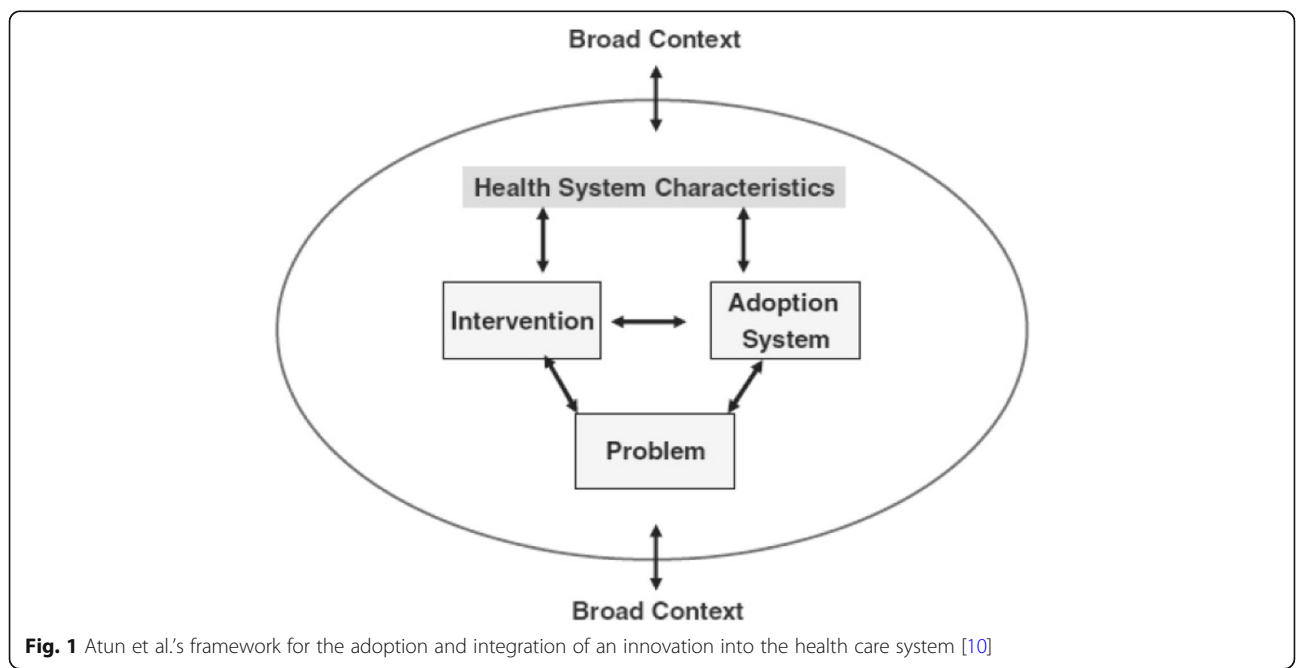 Broad Context
Health System Characteristics
Intervention
Adoption
System
Problem
Broad Context
Fig. 1 Atun et al.'s framework for the adoption and integration of an innovation into the health care system [10]